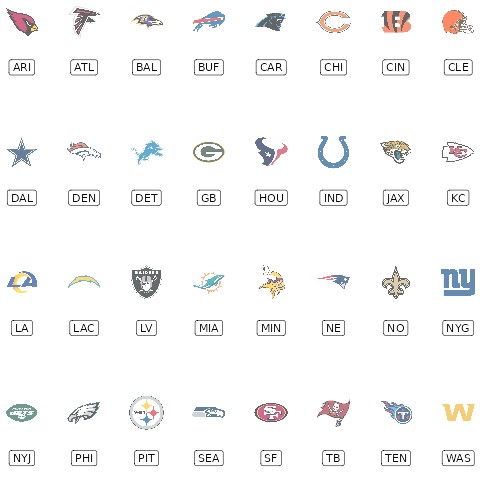 ARI ATL BAL BUF CAR CHI CIN CLE
DAL DEN DET GB HOU IND JAX KC
RAIDERS
LA LAC LV MIA MIN NE NO NYG
NYJ PHI PIT SEA SF TB TEN WAS